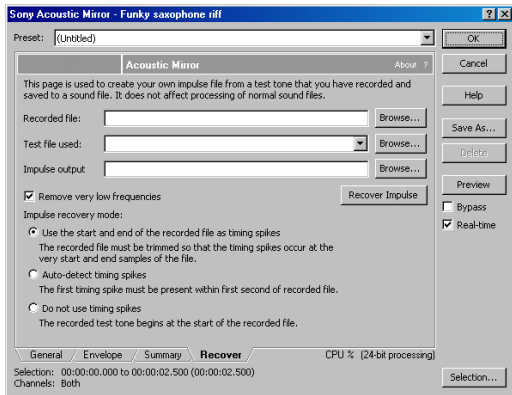 Sony Acoustic Mirror - Funky saxophone riff
Preset: (Untitled)
OK
Acoustic Mirror
About ?
Cancel
This page is used to create your own impulse file from a test tone that you have recorded and
saved to a sound file. It does not affect processing of normal sound files.
Help
Recorded file:
Browse...
Save As...
Test file used:
Browse...
Delete
Impulse output
Browse...
Preview
Remove very low frequencies
Recover Impulse
Bypass
Impulse recovery mode:
Real-time
Use the start and end of the recorded file as timing spikes
The recorded file must be trimmed so that the timing spikes occur at the
very start and end samples of the file.
Auto-detect timing spikes
The first timing spike must be present within first second of recorded file.
Do not use timing spikes
The recorded test tone begins at the start of the recorded file.
General / Envelope / Summary / Recover
CPU % (24-bit processing)
Selection: 00:00:00.000 to 00:00:02.500 (00:00:02.500)
Channels: Both
Selection...